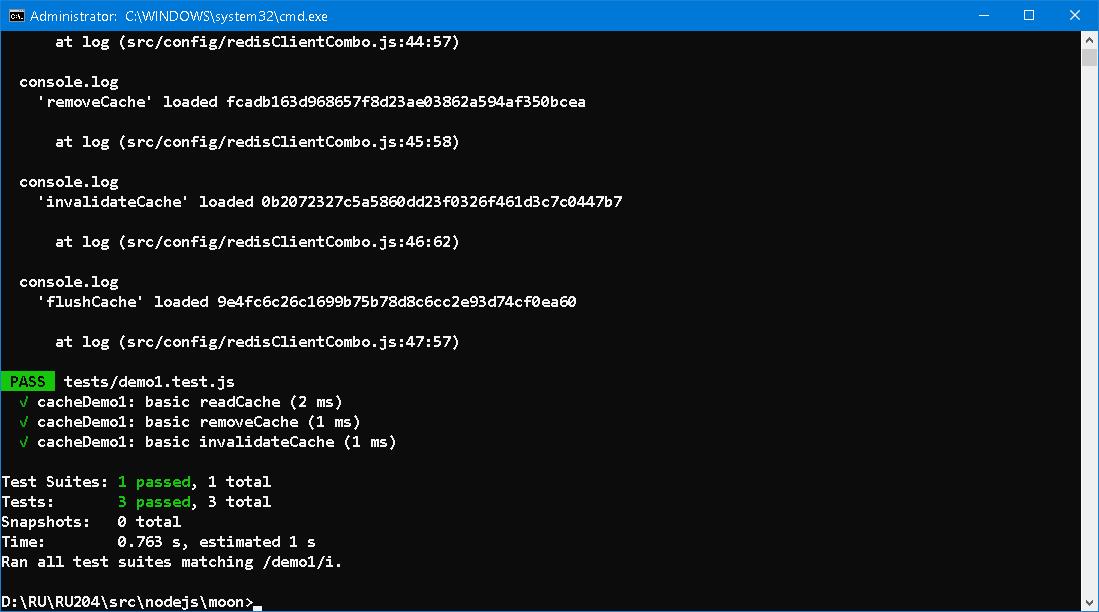 Administrator: C:\WINDOWS\system32\cmd.exe
at log (src/config/redisClientCombo.js:44:57)
console.log
'removeCache' loaded fcadb163d968657f8d23ae03862a594af350bcea
at log (src/config/redisClientCombo.js:45:58)
console.log
'invalidateCache' loaded 0b2072327c5a5860dd23f0326f461d3c7c0447b7
at log (src/config/redisClientCombo.js:46:62)
console.log
'flushCache' loaded 9e4fc6c26c1699b75b78d8c6cc2e93d74cf0ea60
at log (src/config/redisClientCombo.js:47:57)
PASS tests/demo1.test.js
√ cacheDemo1: basic readCache (2 ms)
√ cacheDemo1: basic removeCache (1 ms)
√ cacheDemo1: basic invalidateCache (1 ms)
Test Suites: 1 passed, 1 total
Tests: 3 passed, 3 total
Snapshots: 0 total
Time: 0.763 s, estimated 1 s
Ran all test suites matching /demo1/i.
D:\RU\RU204\src\nodejs\moon>